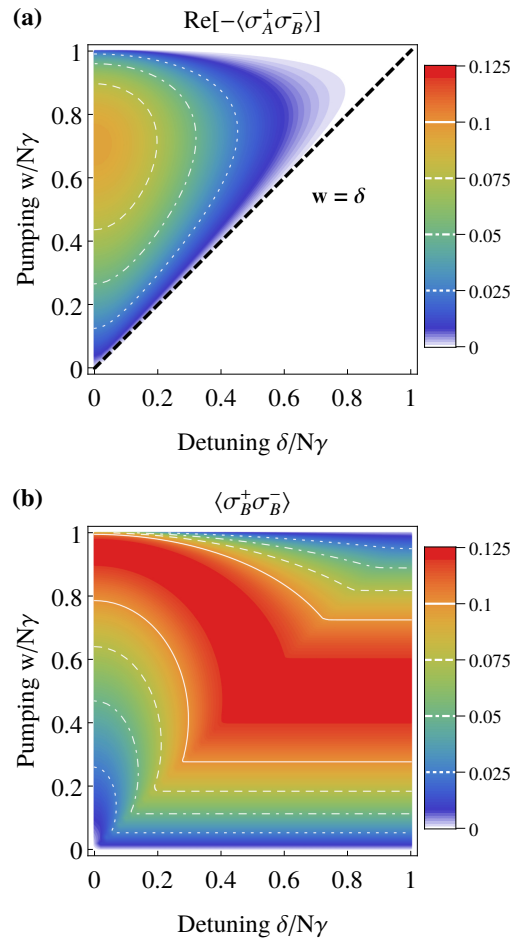 (a)
Re[-⟨σ_A^+ σ_B^-⟩]
Pumping w/Nγ
1
0.8
0.6
0.4
0.2
0
w = δ
0 0.2 0.4 0.6 0.8 1
Detuning δ/Nγ
0.125
0.1
0.075
0.05
0.025
0
(b)
⟨σ_B^+ σ_B^-⟩
Pumping w/Nγ
1
0.8
0.6
0.4
0.2
0
0 0.2 0.4 0.6 0.8 1
Detuning δ/Nγ
0.125
0.1
0.075
0.05
0.025
0